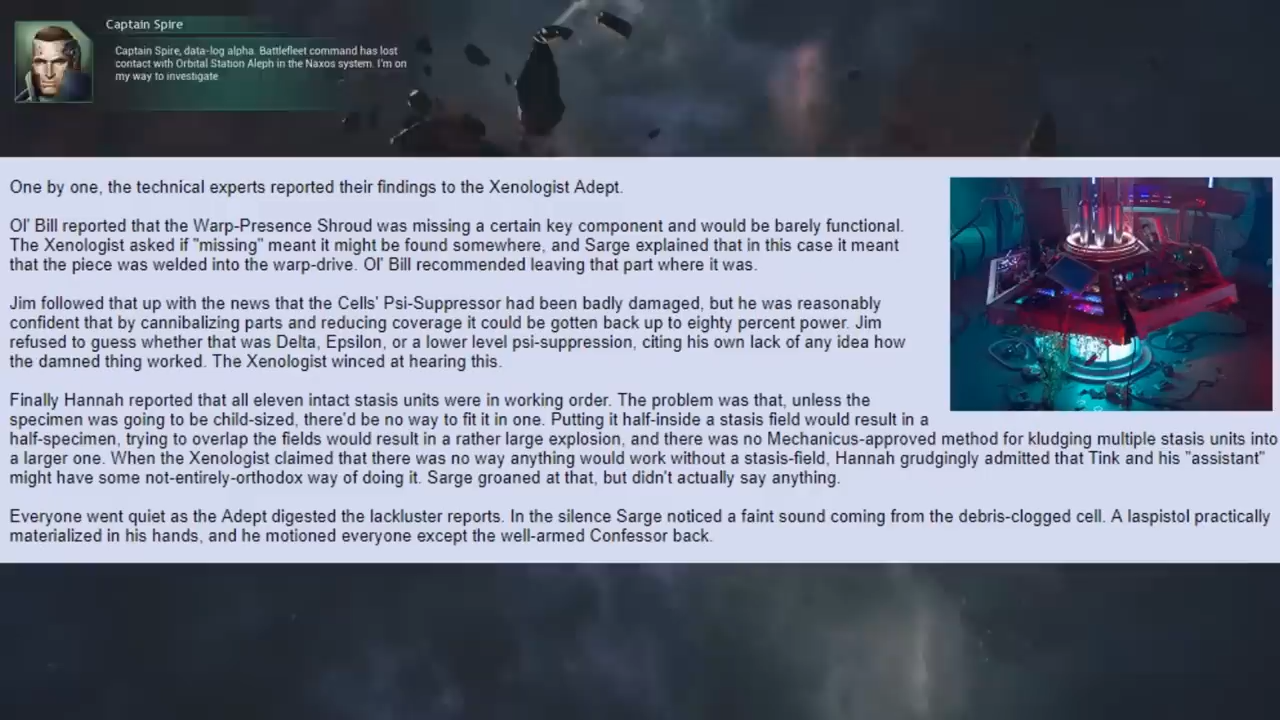 Captain Spire
Captain Spire, data-log alpha. Battlefleet command has lost
contact with Orbital Station Aleph in the Naxos system. I'm on
my way to investigate
One by one, the technical experts reported their findings to the Xenologist Adept.
Ol' Bill reported that the Warp-Presence Shroud was missing a certain key component and would be barely functional.
The Xenologist asked if "missing" meant it might be found somewhere, and Sarge explained that in this case it meant
that the piece was welded into the warp-drive. Ol' Bill recommended leaving that part where it was.
Jim followed that up with the news that the Cells' Psi-Suppressor had been badly damaged, but he was reasonably
confident that by cannibalizing parts and reducing coverage it could be gotten back up to eighty percent power. Jim
refused to guess whether that was Delta, Epsilon, or a lower level psi-suppression, citing his own lack of any idea how
the damned thing worked. The Xenologist winced at hearing this.
Finally Hannah reported that all eleven intact stasis units were in working order. The problem was that, unless the
specimen was going to be child-sized, there'd be no way to fit it in one. Putting it half-inside a stasis field would result in a
half-specimen, trying to overlap the fields would result in a rather large explosion, and there was no Mechanicus-approved method for kludging multiple stasis units into
a larger one. When the Xenologist claimed that there was no way anything would work without a stasis-field, Hannah grudgingly admitted that Tink and his "assistant"
might have some not-entirely-orthodox way of doing it. Sarge groaned at that, but didn't actually say anything.
Everyone went quiet as the Adept digested the lackluster reports. In the silence Sarge noticed a faint sound coming from the debris-clogged cell. A laspistol practically
materialized in his hands, and he motioned everyone except the well-armed Confessor back.